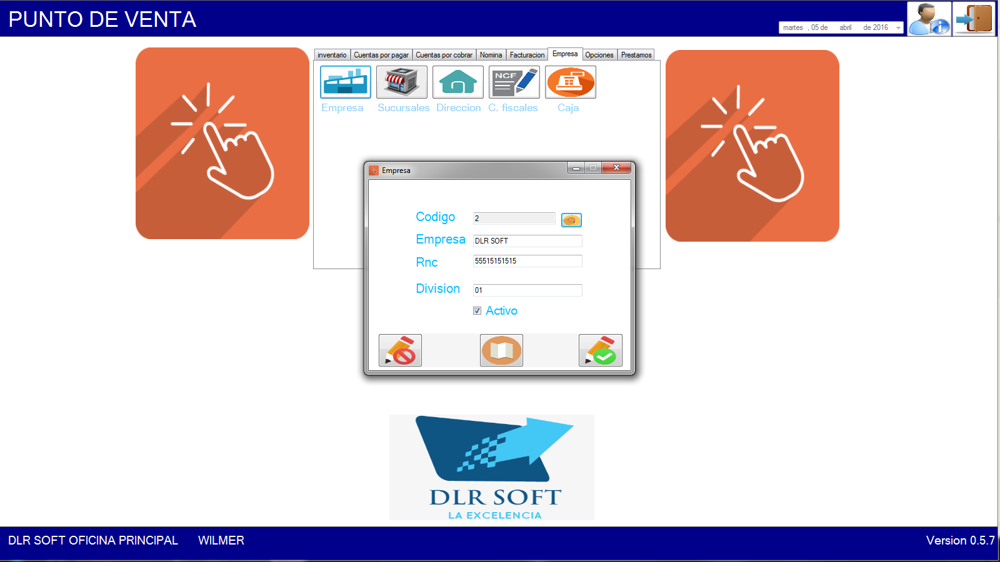 PUNTO DE VENTA
martes , 05 de abril de 2016
inventario Cuentas por pagar Cuentas por cobrar Nomina Facturacion Empresa Opciones Prestamos
NCF
Empresa Sucursales Direccion C. fiscales Caja
Empresa
Codigo 2
Empresa DLR SOFT
Rnc 55515151515
Division 01
Activo
DLR SOFT
LA EXCELENCIA
DLR SOFT OFICINA PRINCIPAL WILMER Version 0.5.7